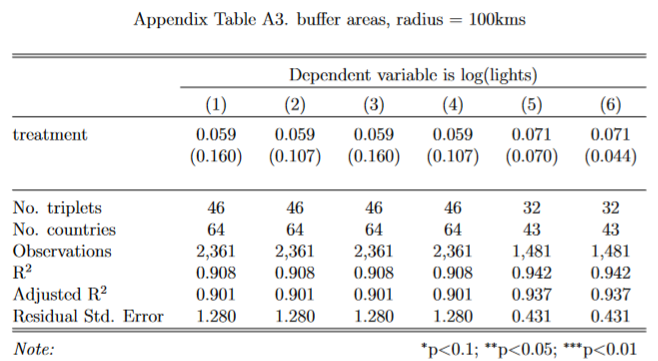 Appendix Table A3. buffer areas, radius = 100kms
Dependent variable is log(lights)
(1) (2) (3) (4) (5) (6)
treatment 0.059 0.059 0.059 0.059 0.071 0.071
(0.160) (0.107) (0.160) (0.107) (0.070) (0.044)
No. triplets 46 46 46 46 32 32
No. countries 64 64 64 64 43 43
Observations 2,361 2,361 2,361 2,361 1,481 1,481
R² 0.908 0.908 0.908 0.908 0.942 0.942
Adjusted R² 0.901 0.901 0.901 0.901 0.937 0.937
Residual Std. Error 1.280 1.280 1.280 1.280 0.431 0.431
Note: *p<0.1; **p<0.05; ***p<0.01